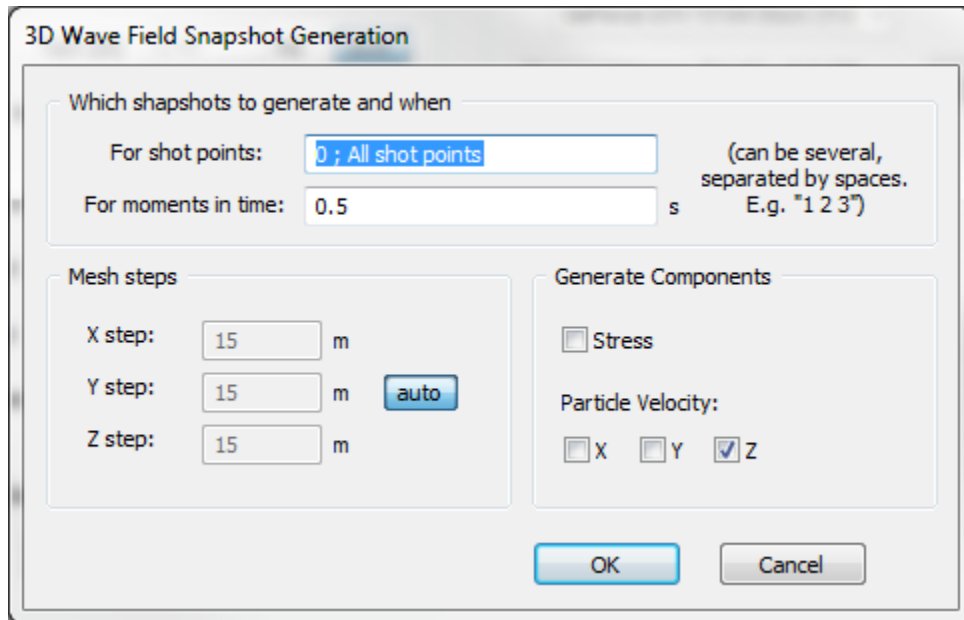 3D Wave Field Snapshot Generation
Which shapshots to generate and when
For shot points: 0 ; All shot points
(can be several,
separated by spaces.
E.g. "1 2 3")
For moments in time: 0.5 s
Mesh steps
X step: 15 m
Y step: 15 m auto
Z step: 15 m
Generate Components
Stress
Particle Velocity:
X Y Z
OK Cancel